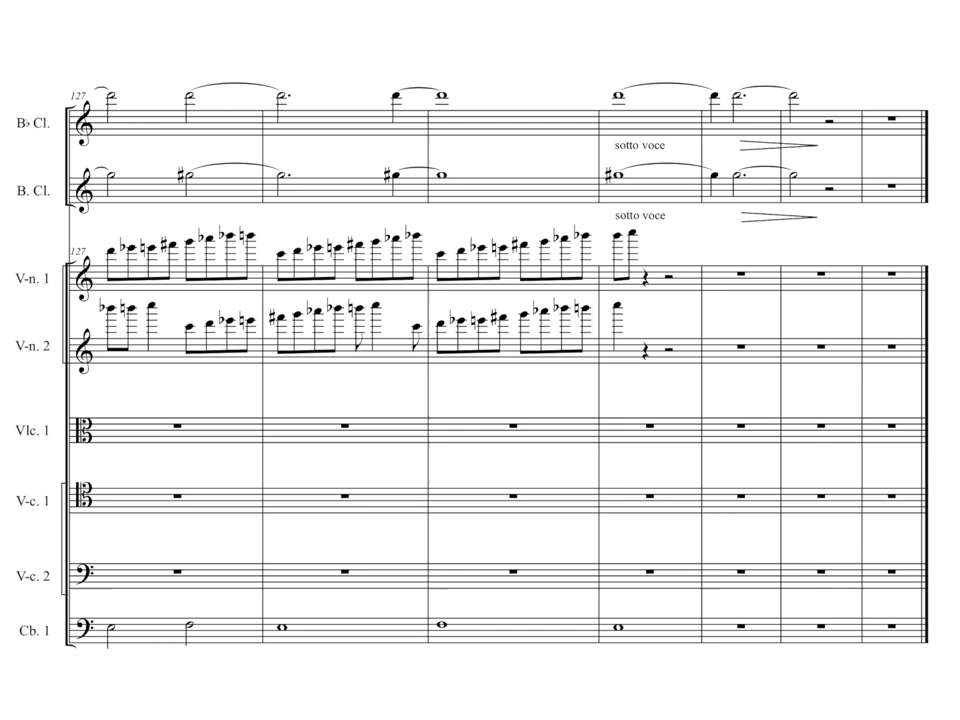 127
B♭ Cl.
sotto voce
B. Cl.
sotto voce
127
V-n. 1
V-n. 2
Vlc. 1
V-c. 1
V-c. 2
Cb. 1